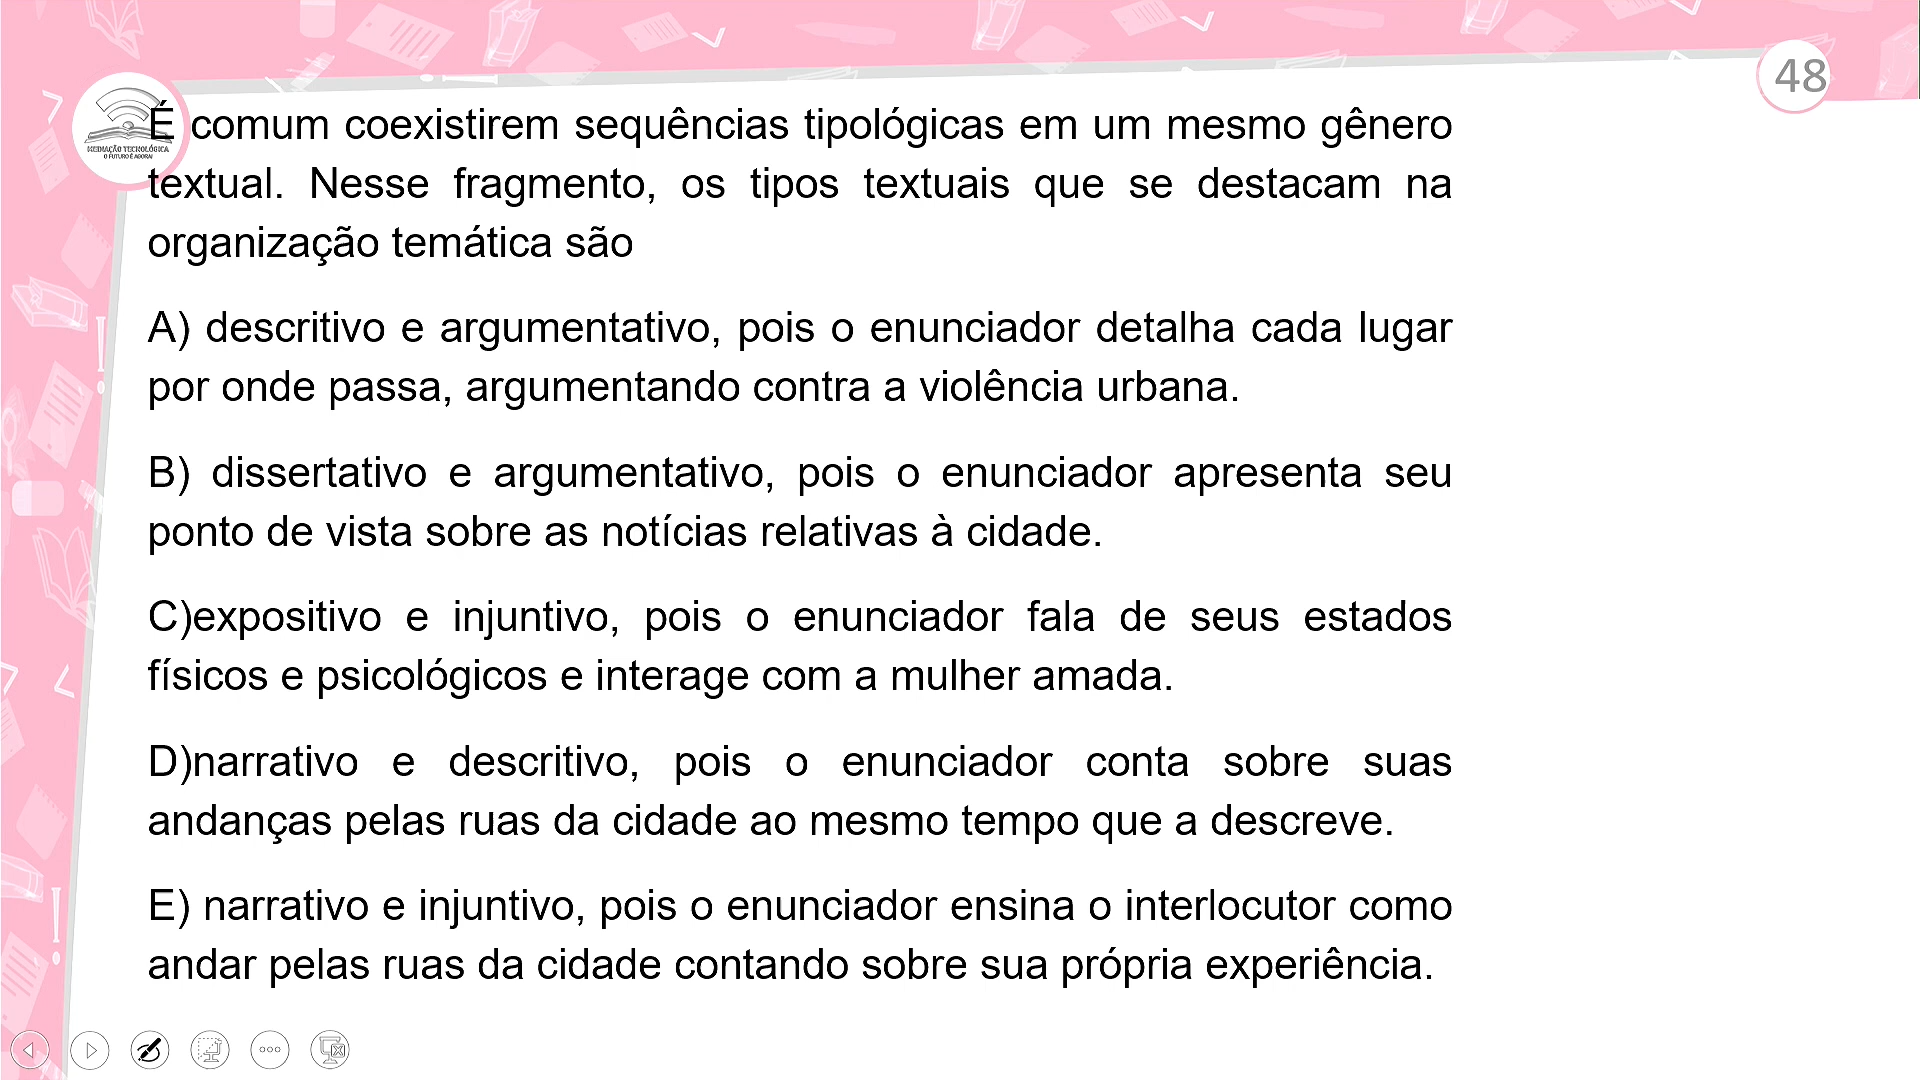 48
MEDIAÇÃO TECNOLÓGICA
O FUTURO É AGORA!
É comum coexistirem sequências tipológicas em um mesmo gênero
textual. Nesse fragmento, os tipos textuais que se destacam na
organização temática são
A) descritivo e argumentativo, pois o enunciador detalha cada lugar
por onde passa, argumentando contra a violência urbana.
B) dissertativo e argumentativo, pois o enunciador apresenta seu
ponto de vista sobre as notícias relativas à cidade.
C)expositivo e injuntivo, pois o enunciador fala de seus estados
físicos e psicológicos e interage com a mulher amada.
D)narrativo e descritivo, pois o enunciador conta sobre suas
andanças pelas ruas da cidade ao mesmo tempo que a descreve.
E) narrativo e injuntivo, pois o enunciador ensina o interlocutor como
andar pelas ruas da cidade contando sobre sua própria experiência.